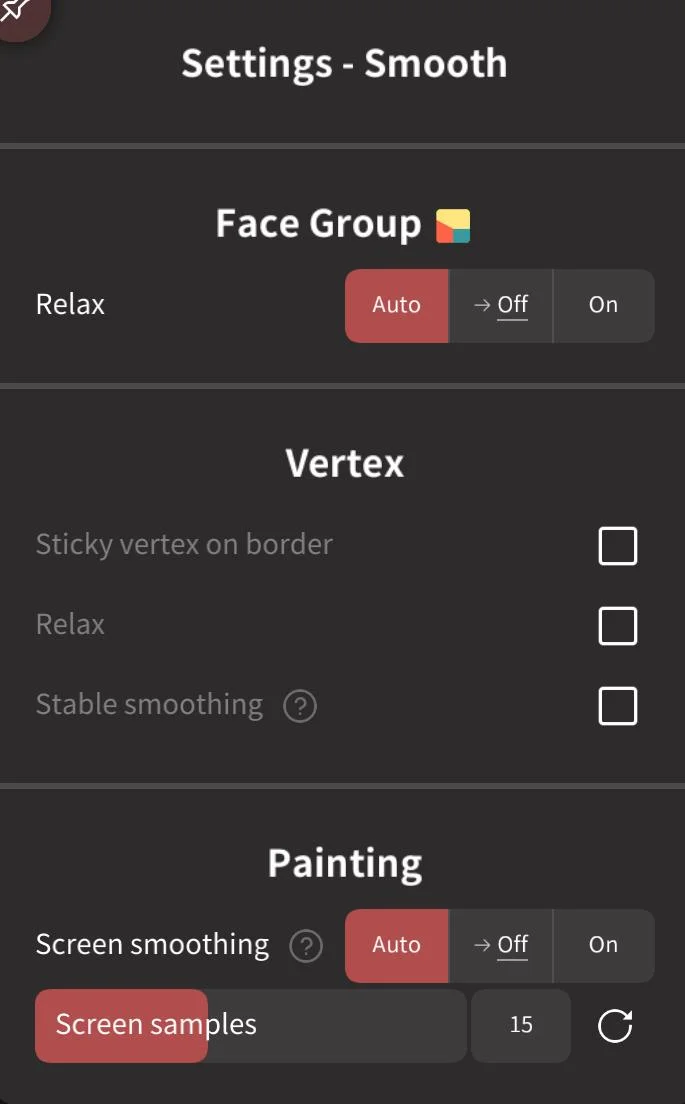 Settings - Smooth
Face Group
Relax Auto → Off On
Vertex
Sticky vertex on border
Relax
Stable smoothing ?
Painting
Screen smoothing ? Auto → Off On
Screen samples 15